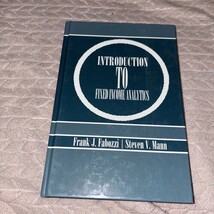 INTRODUCTION
TO
FIXED INCOME ANALYTICS
Frank J. Fabozzi | Steven V. Mann